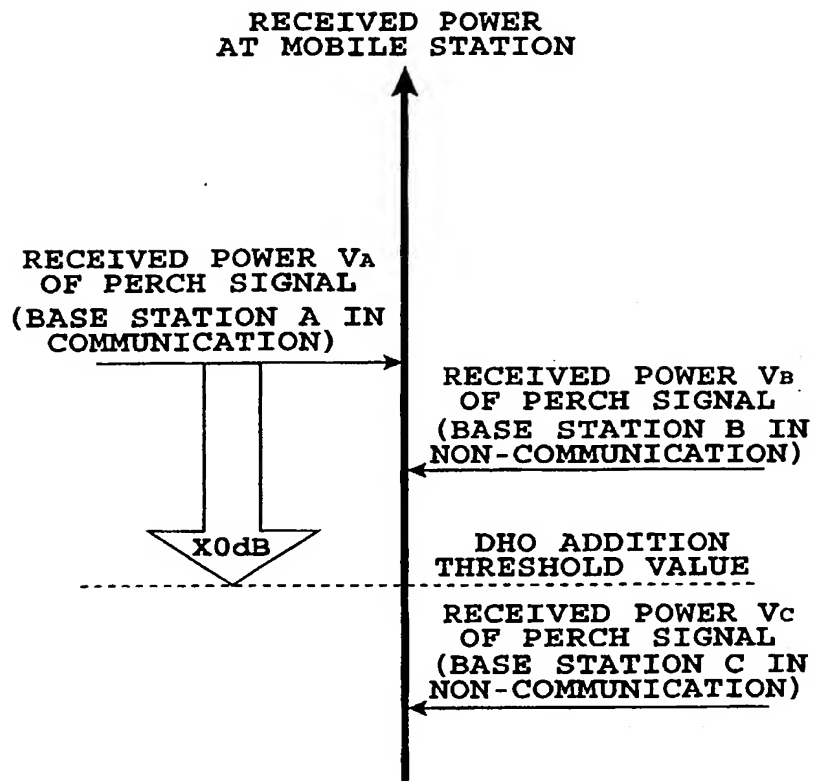 RECEIVED POWER
AT MOBILE STATION
RECEIVED POWER VA
OF PERCH SIGNAL
(BASE STATION A IN
COMMUNICATION)
RECEIVED POWER VB
OF PERCH SIGNAL
(BASE STATION B IN
NON-COMMUNICATION)
X0dB
DHO ADDITION
THRESHOLD VALUE
RECEIVED POWER VC
OF PERCH SIGNAL
(BASE STATION C IN
NON-COMMUNICATION)